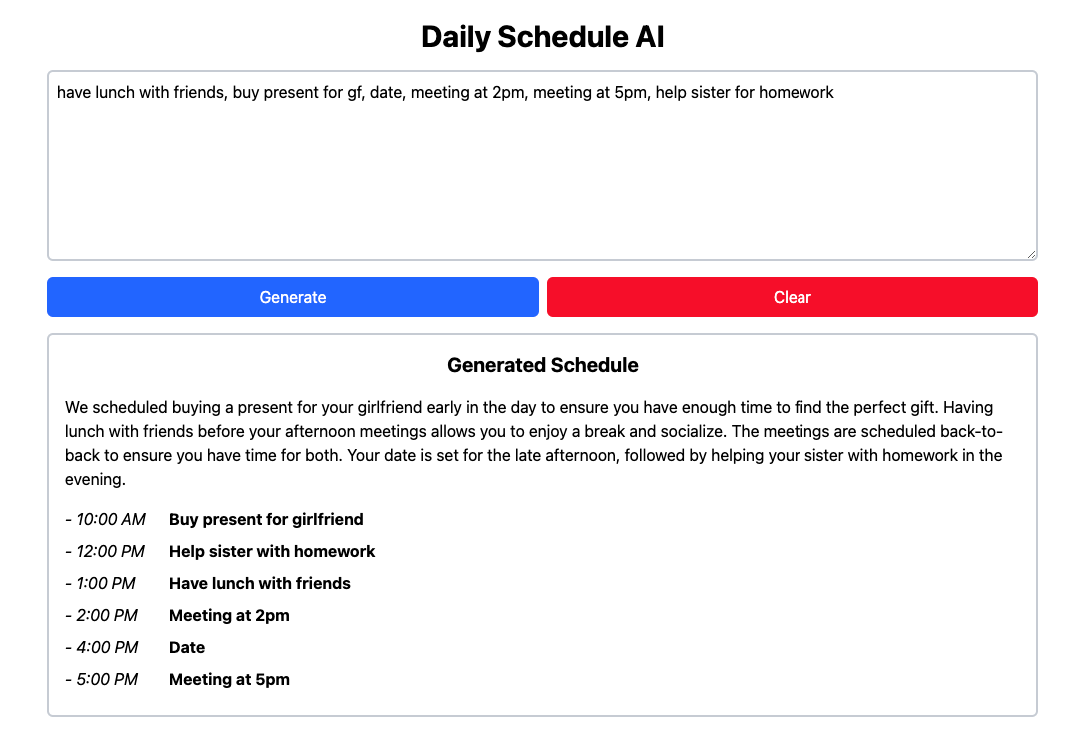 Daily Schedule AI
have lunch with friends, buy present for gf, date, meeting at 2pm, meeting at 5pm, help sister for homework
Generate
Clear
Generated Schedule
We scheduled buying a present for your girlfriend early in the day to ensure you have enough time to find the perfect gift. Having
lunch with friends before your afternoon meetings allows you to enjoy a break and socialize. The meetings are scheduled back-to-
back to ensure you have time for both. Your date is set for the late afternoon, followed by helping your sister with homework in the
evening.
- 10:00 AM Buy present for girlfriend
- 12:00 PM Help sister with homework
- 1:00 PM Have lunch with friends
- 2:00 PM Meeting at 2pm
- 4:00 PM Date
- 5:00 PM Meeting at 5pm